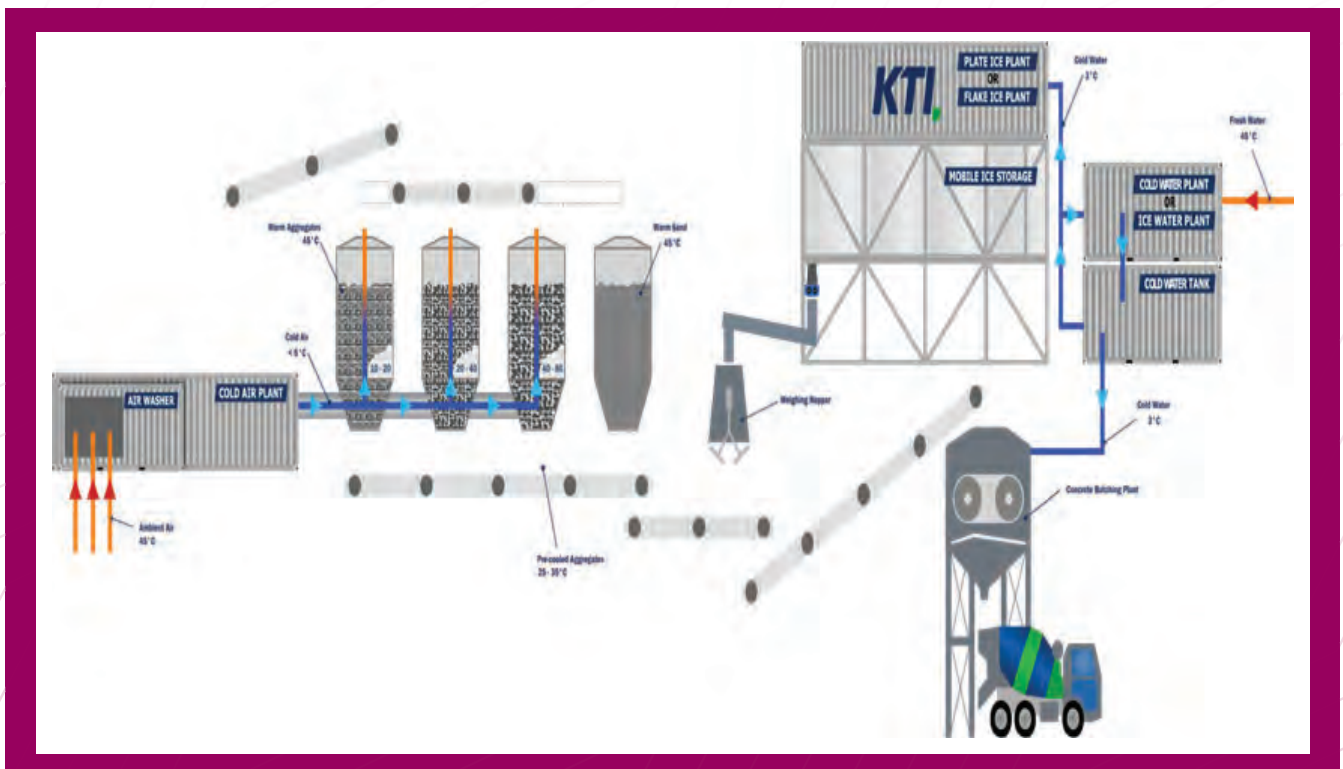 KTI
PLATE ICE PLANT
OR
FLAKE ICE PLANT
MOBILE ICE STORAGE
Cold Water
3°C
Fresh Water
45°C
COLD WATER PLANT
OR
ICE WATER PLANT
COLD WATER TANK
Warm Aggregates
45°C
Warm Sand
45°C
Cold Air
10 - 20
20 - 40
40 - 60
COLD AIR PLANT
AIR WASHER
Ambient Air
45°C
Pre-cooled Aggregates
25 - 35°C
Weighing Hopper
Cold Water
3°C
Concrete Batching Plant